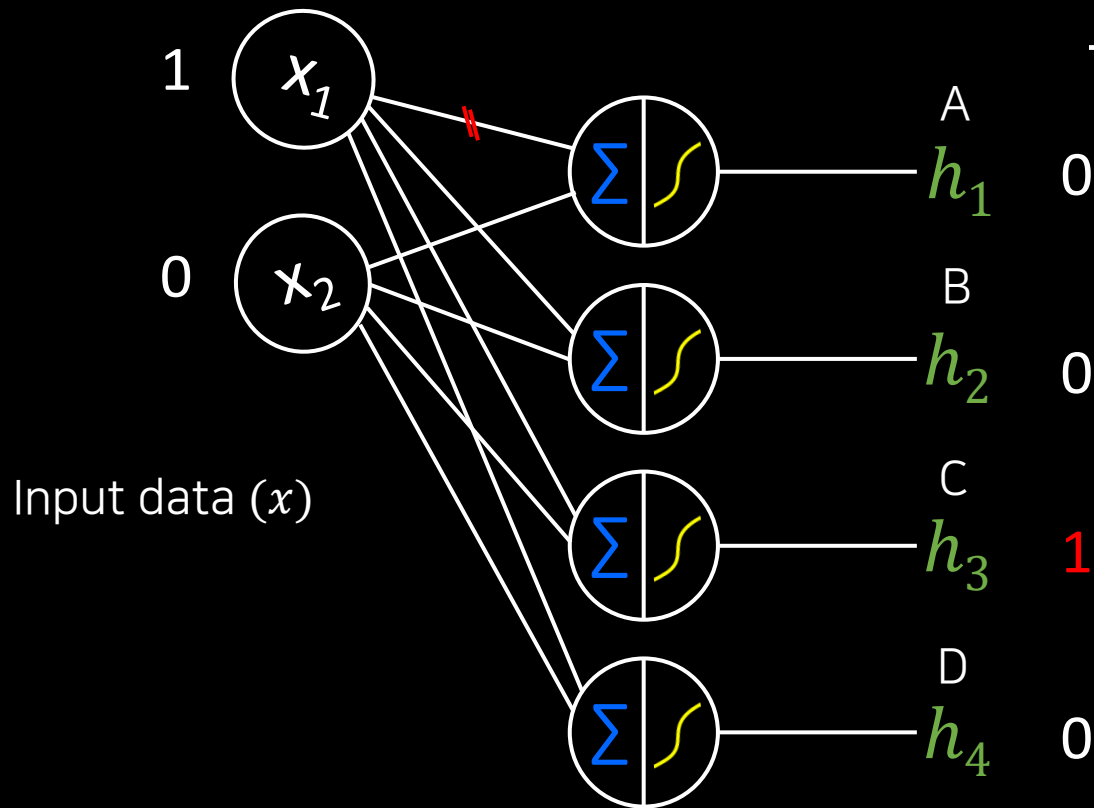 1 x₁
A
Σ h₁ 0
0 x₂
B
Σ h₂ 0
Input data (x)
C
Σ h₃ 1
D
Σ h₄ 0